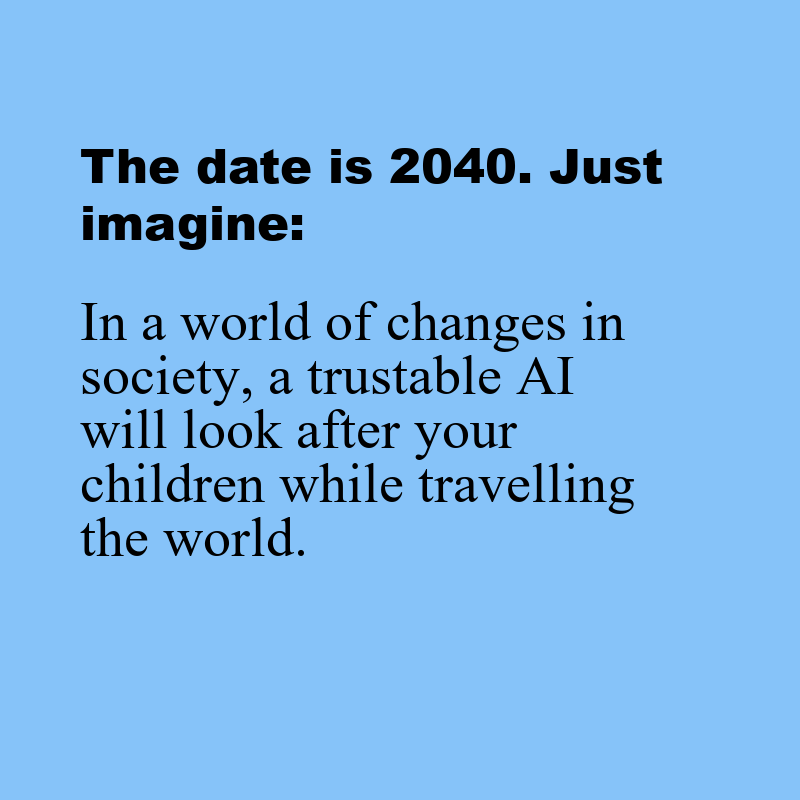 The date is 2040. Just
imagine:
In a world of changes in
society, a trustable AI
will look after your
children while travelling
the world.